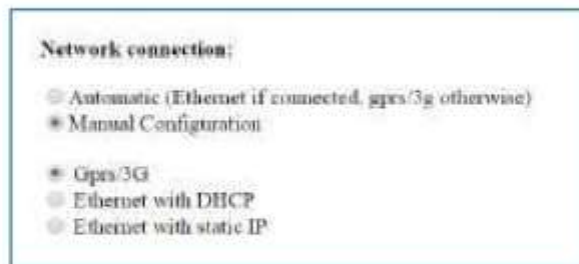 Network connection:
Automatic (Ethernet if connected, gprs/3g otherwise)
Manual Configuration
Gprs/3G
Ethernet with DHCP
Ethernet with static IP